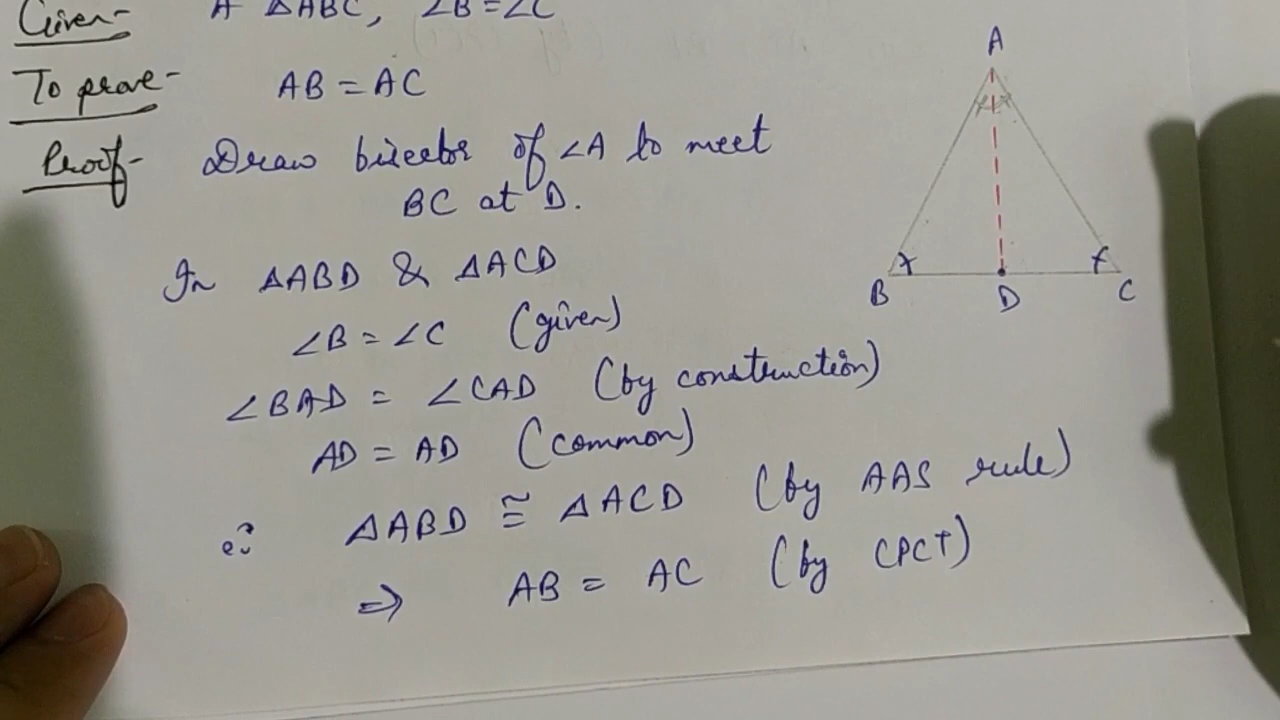 Given- A ΔABC, ∠B=∠C
To prove- AB = AC
Proof- Draw bisector of ∠A to meet
BC at D.
In ΔABD & ΔACD
∠B = ∠C (given)
∠BAD = ∠CAD (by construction)
AD = AD (common)
∴ ΔABD ≅ ΔACD (by AAS rule)
⇒ AB = AC (by CPCT)
A
B D C